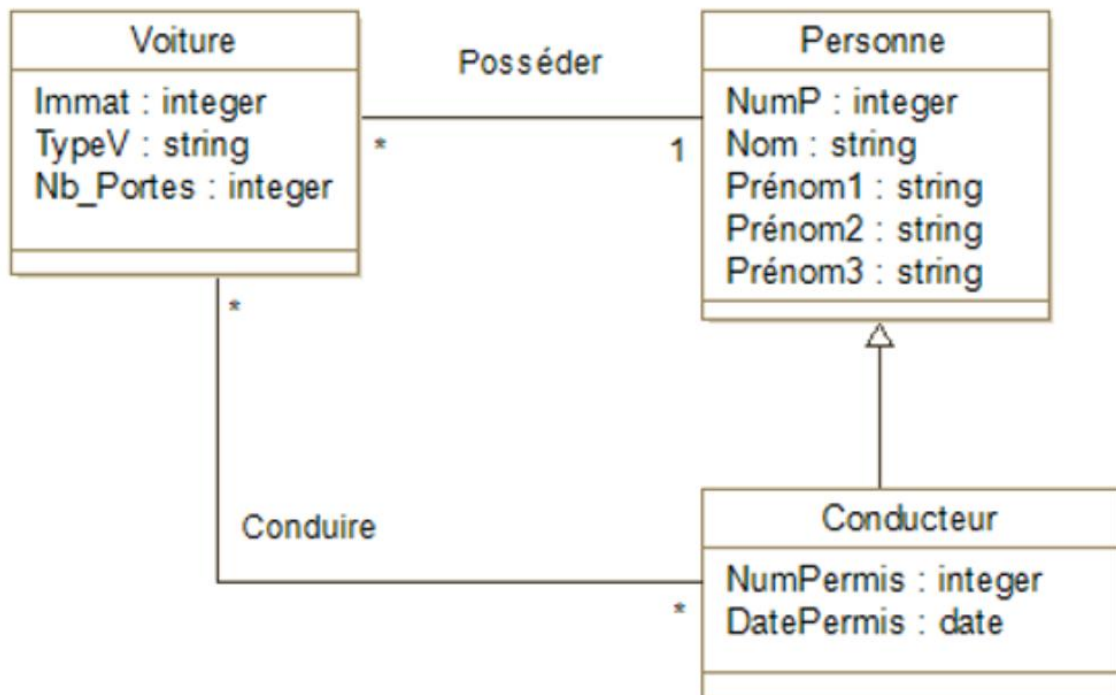 Voiture
Immat : integer
TypeV : string
Nb_Portes : integer
Posséder
*
1
Personne
NumP : integer
Nom : string
Prénom1 : string
Prénom2 : string
Prénom3 : string
*
Conduire
*
Conducteur
NumPermis : integer
DatePermis : date